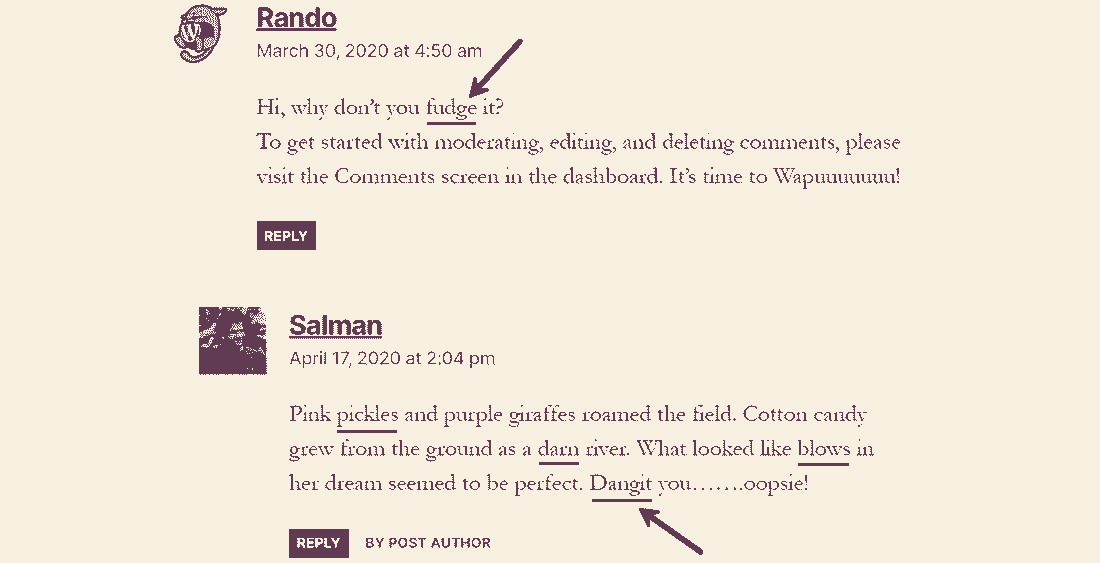 Rando
March 30, 2020 at 4:50 am
Hi, why don’t you fudge it?
To get started with moderating, editing, and deleting comments, please
visit the Comments screen in the dashboard. It’s time to Wapuuuuuuu!
REPLY
Salman
April 17, 2020 at 2:04 pm
Pink pickles and purple giraffes roamed the field. Cotton candy
grew from the ground as a darn river. What looked like blows in
her dream seemed to be perfect. Dangit you…….oopsie!
REPLY BY POST AUTHOR